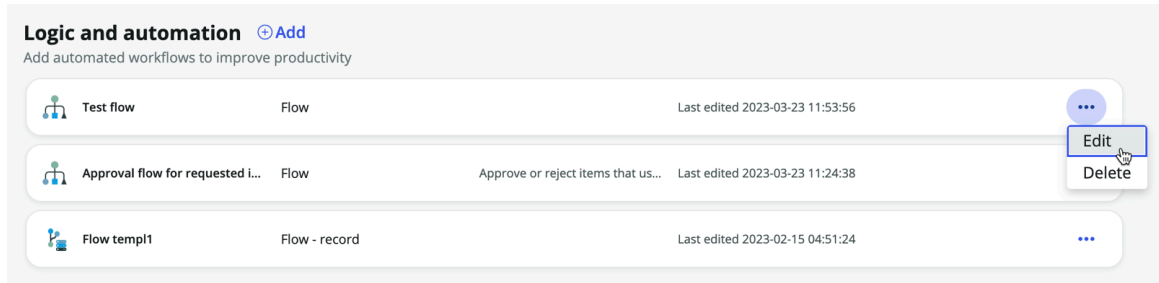 Logic and automation Add
Add automated workflows to improve productivity
Test flow Flow Last edited 2023-03-23 11:53:56
Edit
Approval flow for requested i... Flow Approve or reject items that us... Last edited 2023-03-23 11:24:38
Delete
Flow templ1 Flow - record Last edited 2023-02-15 04:51:24